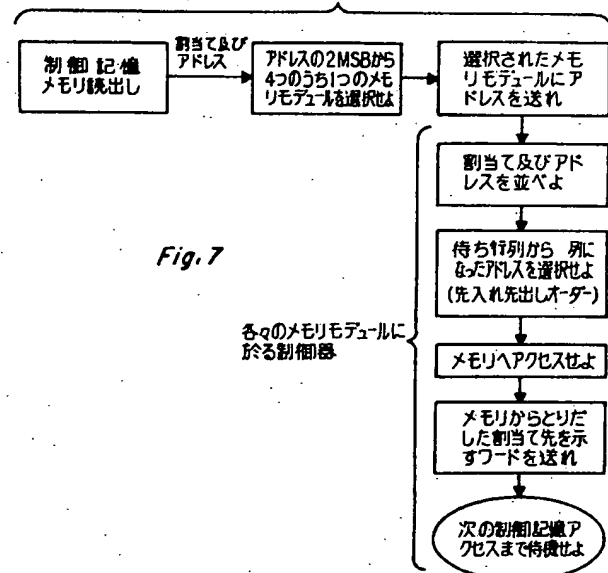 制御記憶
メモリ読出し
割当て及び
アドレス
アドレスの2MSBから
4つのうち1つのメモ
リモデュールを選択せよ
選択されたメモ
リモデュールにア
ドレスを送れ
割当て及びアド
レスを並べよ
Fig. 7
待ち行列から 列に
なったアドレスを選択せよ
(先入れ先出しオーダー)
各々のメモリモデュールに
於る制御器
メモリへアクセスせよ
メモリからとりだ
した割当て先を示
すワードを送れ
次の制御記憶ア
クセスまで待機せよ